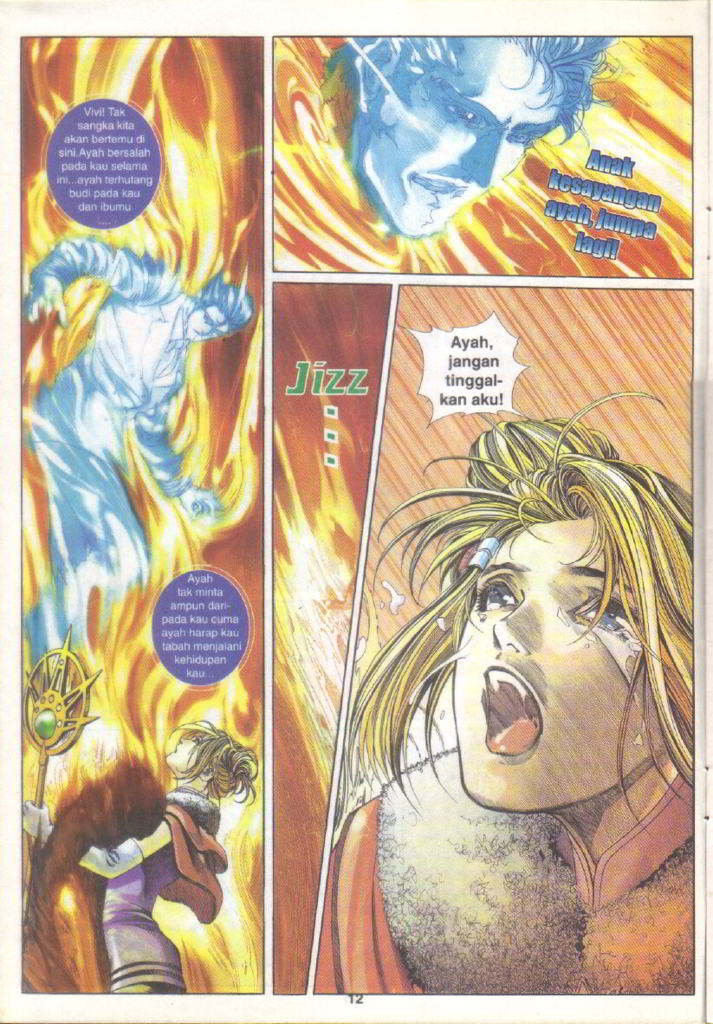 Vivi! Tak
sangka kita
akan bertemu di
sini.Ayah bersalah
pada kau selama
ini...ayah terhutang
budi pada kau
dan ibumu
.....!
Anak
kesayangan
ayah, jumpa
lagi!
Jizz
...
Ayah,
jangan
tinggal-
kan aku!
Ayah
tak minta
ampun dari-
pada kau cuma
ayah harap kau
tabah menjalani
kehidupan
kau...
12